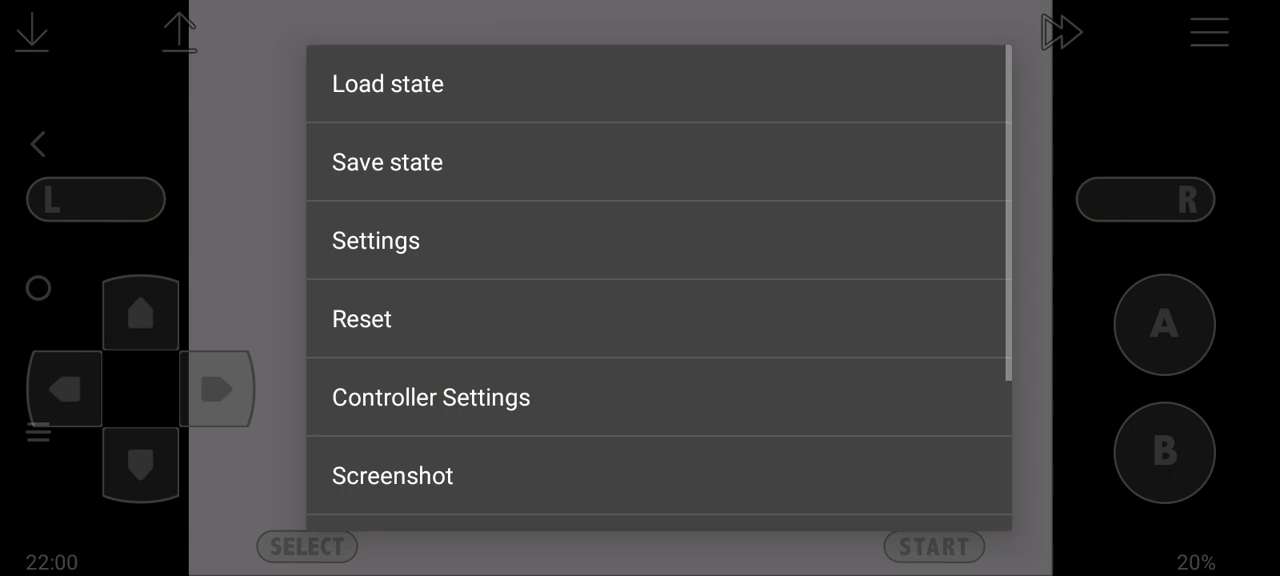 Load state
Save state
L
R
Settings
Reset
A
Controller Settings
B
Screenshot
SELECT
START
22:00
20%